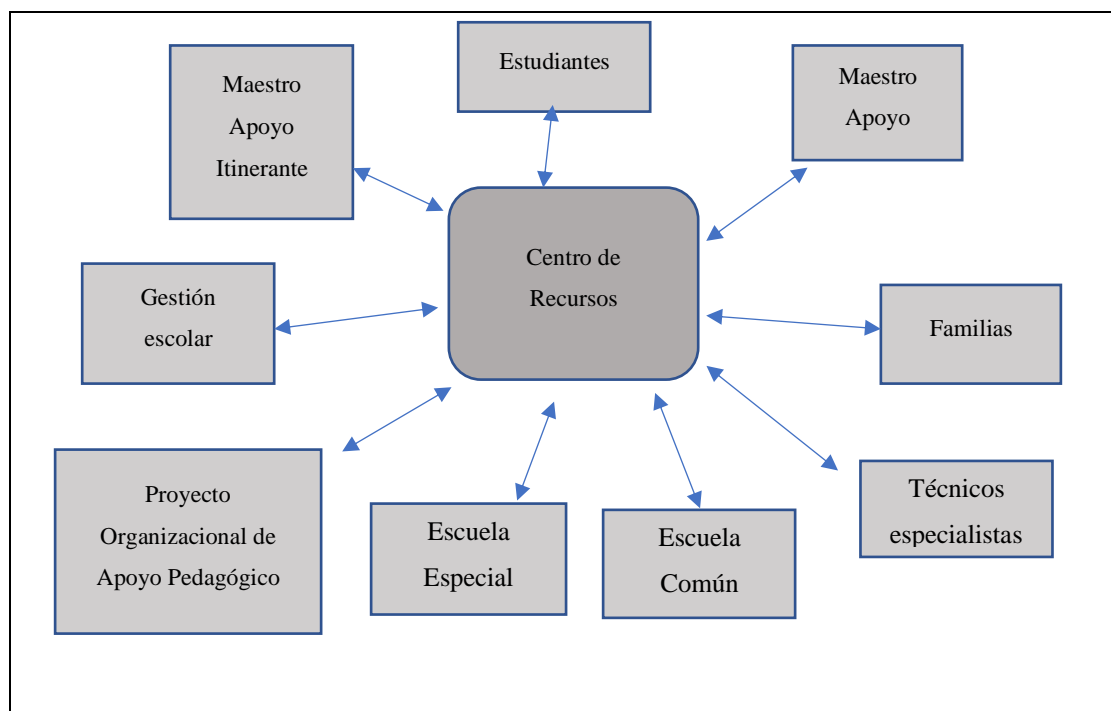 Estudiantes
Maestro
Apoyo
Itinerante
Maestro
Apoyo
Centro de
Recursos
Gestión
escolar
Familias
Proyecto
Organizacional de
Apoyo Pedagógico
Escuela
Especial
Escuela
Común
Técnicos
especialistas